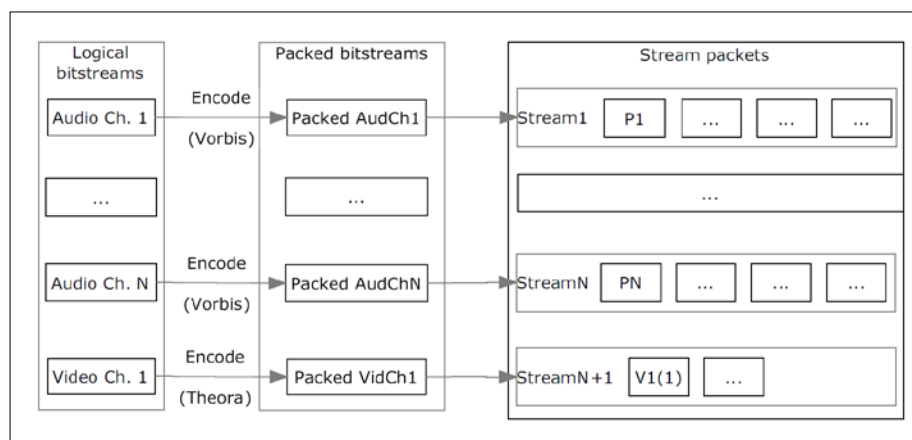 Logical bitstreams
Packed bitstreams
Stream packets
Audio Ch. 1
Encode
(Vorbis)
Packed AudCh1
Stream1
P1
...
...
...
...
...
...
Audio Ch. N
Encode
(Vorbis)
Packed AudChN
StreamN
PN
...
...
...
Video Ch. 1
Encode
(Theora)
Packed VidCh1
StreamN+1
V1(1)
...